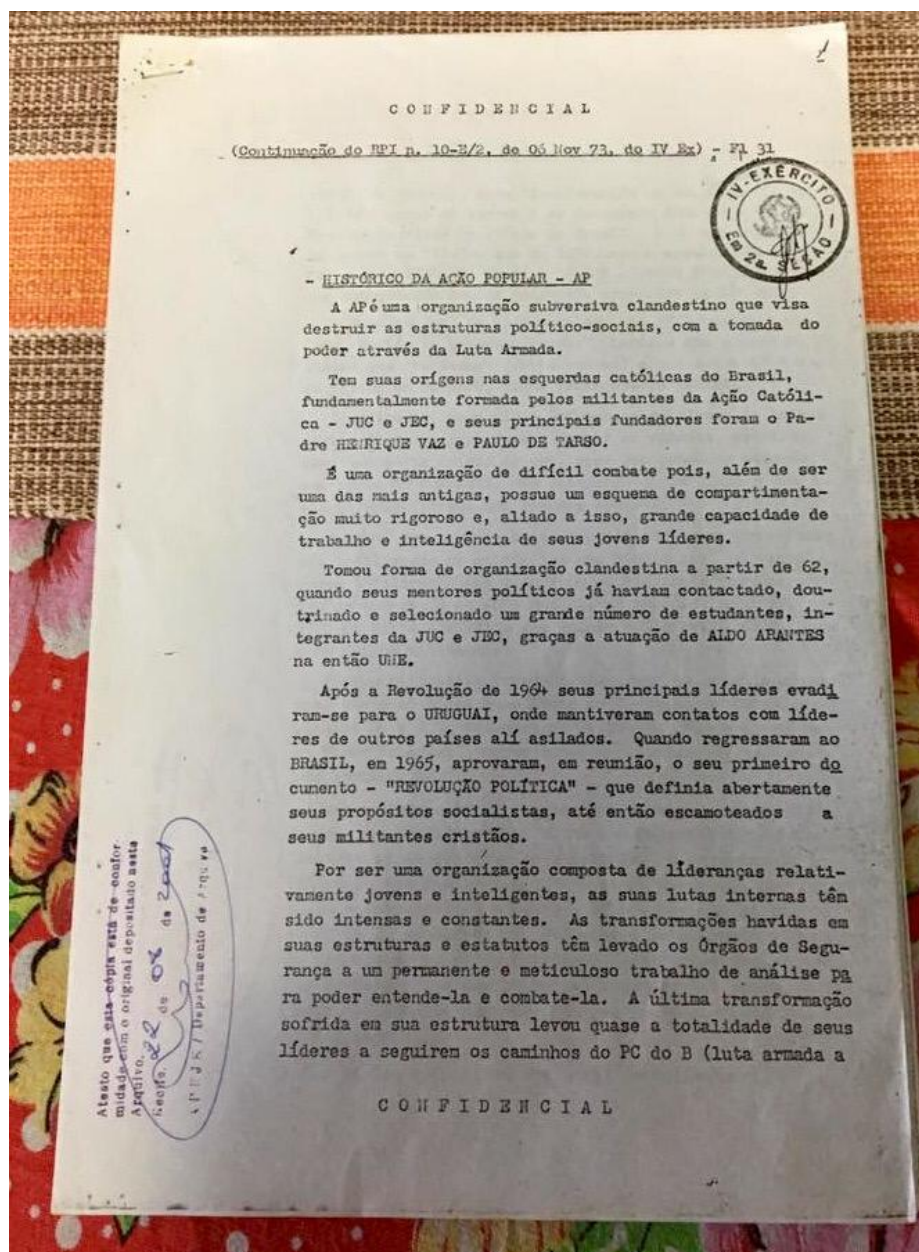 1
CONFIDENCIAL
(Continuação do RPI n. 10-E/2, de 06 Nov 73, do IV Ex) - Fl 31
IV-EXÉRCITO
Em 2a. SEÇÃO
- HISTÓRICO DA AÇÃO POPULAR - AP
A AP é uma organização subversiva clandestino que visa
destruir as estruturas político-sociais, com a tomada do
poder através da Luta Armada.
Tem suas orígens nas esquerdas católicas do Brasil,
fundamentalmente formada pelos militantes da Ação Católi-
ca - JUC e JEC, e seus principais fundadores foram o Pa-
dre HENRIQUE VAZ e PAULO DE TARSO.
É uma organização de difícil combate pois, além de ser
uma das mais antigas, possue um esquema de compartimenta-
ção muito rigoroso e, aliado a isso, grande capacidade de
trabalho e inteligência de seus jovens líderes.
Tomou forma de organização clandestina a partir de 62,
quando seus mentores políticos já haviam contactado, dou-
trinado e selecionado um grande número de estudantes, in-
tegrantes da JUC e JEC, graças a atuação de ALDO ARANTES
na então UNE.
Após a Revolução de 1964 seus principais líderes evadi
ram-se para o URUGUAI, onde mantiveram contatos com líde-
res de outros países alí asilados. Quando regressaram ao
BRASIL, em 1965, aprovaram, em reunião, o seu primeiro do
cumento - "REVOLUÇÃO POLÍTICA" - que definia abertamente
seus propósitos socialistas, até então escamoteados a
seus militantes cristãos.
Por ser uma organização composta de lideranças relati-
vamente jovens e inteligentes, as suas lutas internas têm
sido intensas e constantes. As transformações havidas em
suas estruturas e estatutos têm levado os Órgãos de Segu-
rança a um permanente e meticuloso trabalho de análise pa
ra poder entende-la e combate-la. A última transformação
sofrida em sua estrutura levou quase a totalidade de seus
líderes a seguirem os caminhos do PC do B (luta armada a
CONFIDENCIAL
Atesto que esta cópia está de confor-
midade com o original depositado neste
Arquivo.
Recife, 22 de 08 de 2001
APEJE / Departamento de Arquivo